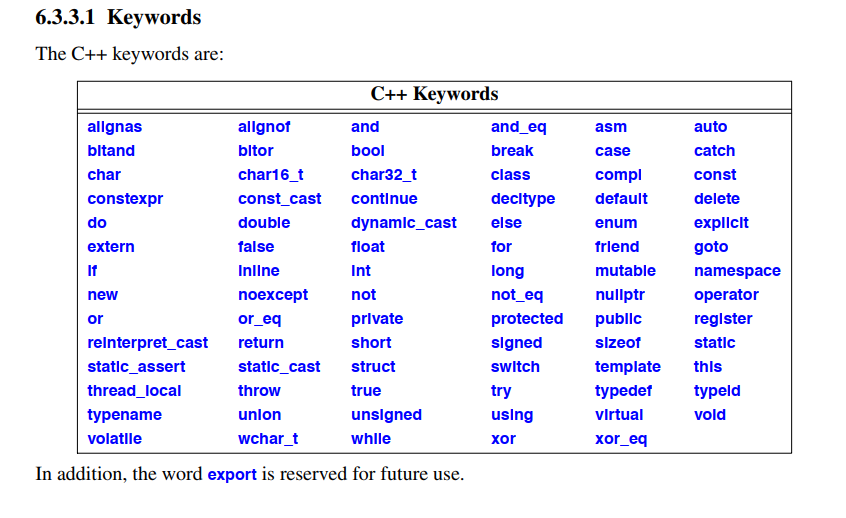 6.3.3.1 Keywords
The C++ keywords are:
C++ Keywords
alignas alignof and and_eq asm auto
bitand bitor bool break case catch
char char16_t char32_t class compl const
constexpr const_cast continue decltype default delete
do double dynamic_cast else enum explicit
extern false float for friend goto
if inline int long mutable namespace
new noexcept not not_eq nullptr operator
or or_eq private protected public register
reinterpret_cast return short signed sizeof static
static_assert static_cast struct switch template this
thread_local throw true try typedef typeid
typename union unsigned using virtual void
volatile wchar_t while xor xor_eq
In addition, the word export is reserved for future use.